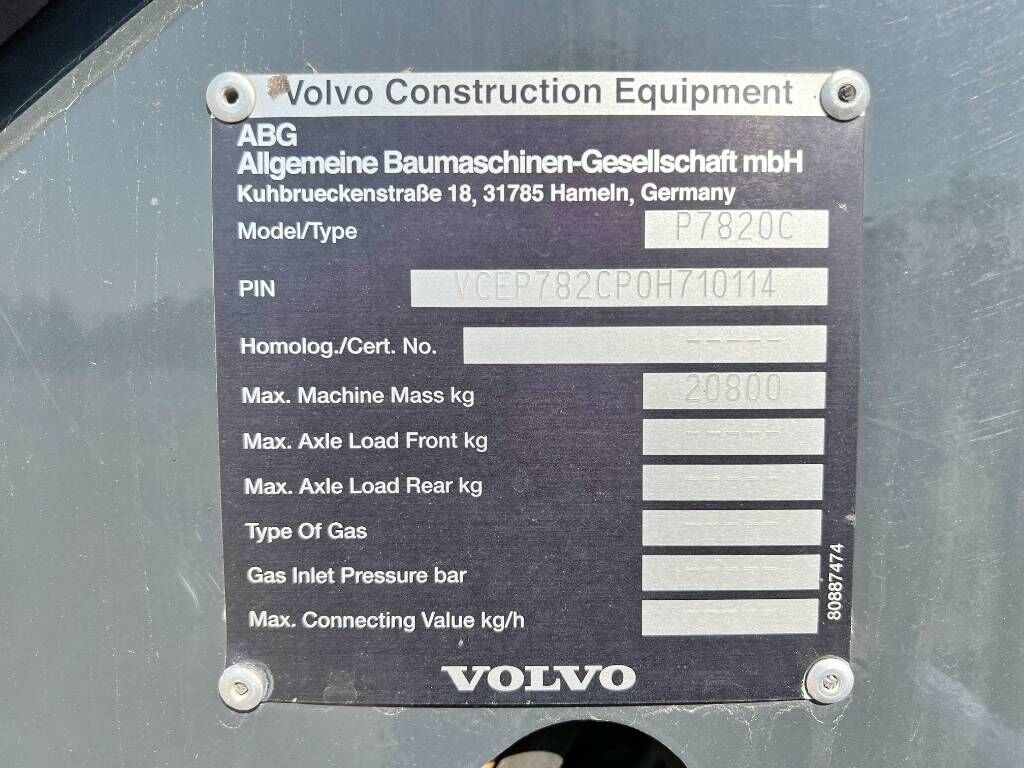 Volvo Construction Equipment
ABG
Allgemeine Baumaschinen-Gesellschaft mbH
Kuhbrueckenstraße 18, 31785 Hameln, Germany
Model/Type P7820C
PIN VCEP782CP0H710114
Homolog./Cert. No. -----
Max. Machine Mass kg 20800
Max. Axle Load Front kg -----
Max. Axle Load Rear kg -----
Type Of Gas -----
Gas Inlet Pressure bar -----
Max. Connecting Value kg/h -----
80887474
VOLVO